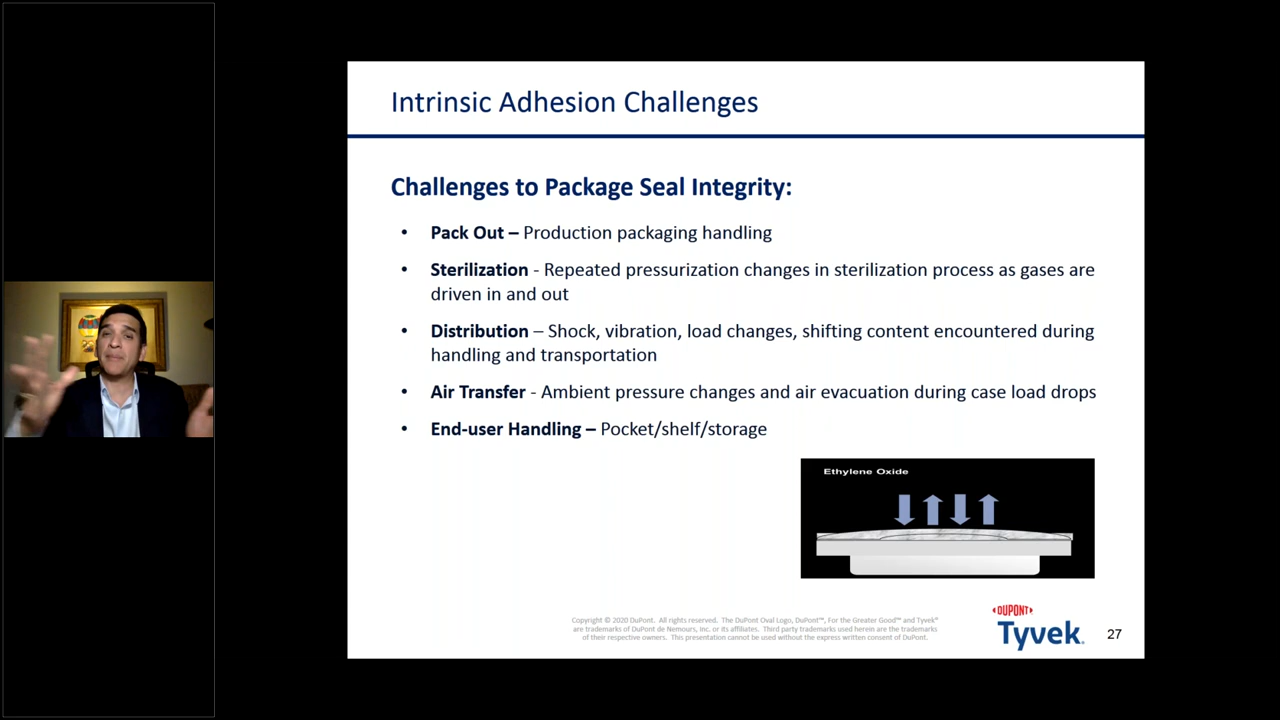 Intrinsic Adhesion Challenges
Challenges to Package Seal Integrity:
• Pack Out – Production packaging handling
• Sterilization - Repeated pressurization changes in sterilization process as gases are
driven in and out
• Distribution – Shock, vibration, load changes, shifting content encountered during
handling and transportation
• Air Transfer - Ambient pressure changes and air evacuation during case load drops
• End-user Handling – Pocket/shelf/storage
Ethylene Oxide
Copyright © 2020 DuPont. All rights reserved. The DuPont Oval Logo, DuPont™, For the Greater Good™ and Tyvek®
are trademarks of DuPont de Nemours, inc. or its affiliates. Third party trademarks used herein are the trademarks
of their respective owners. This presentation cannot be used without the express written consent of DuPont.
DUPONT
Tyvek®
27